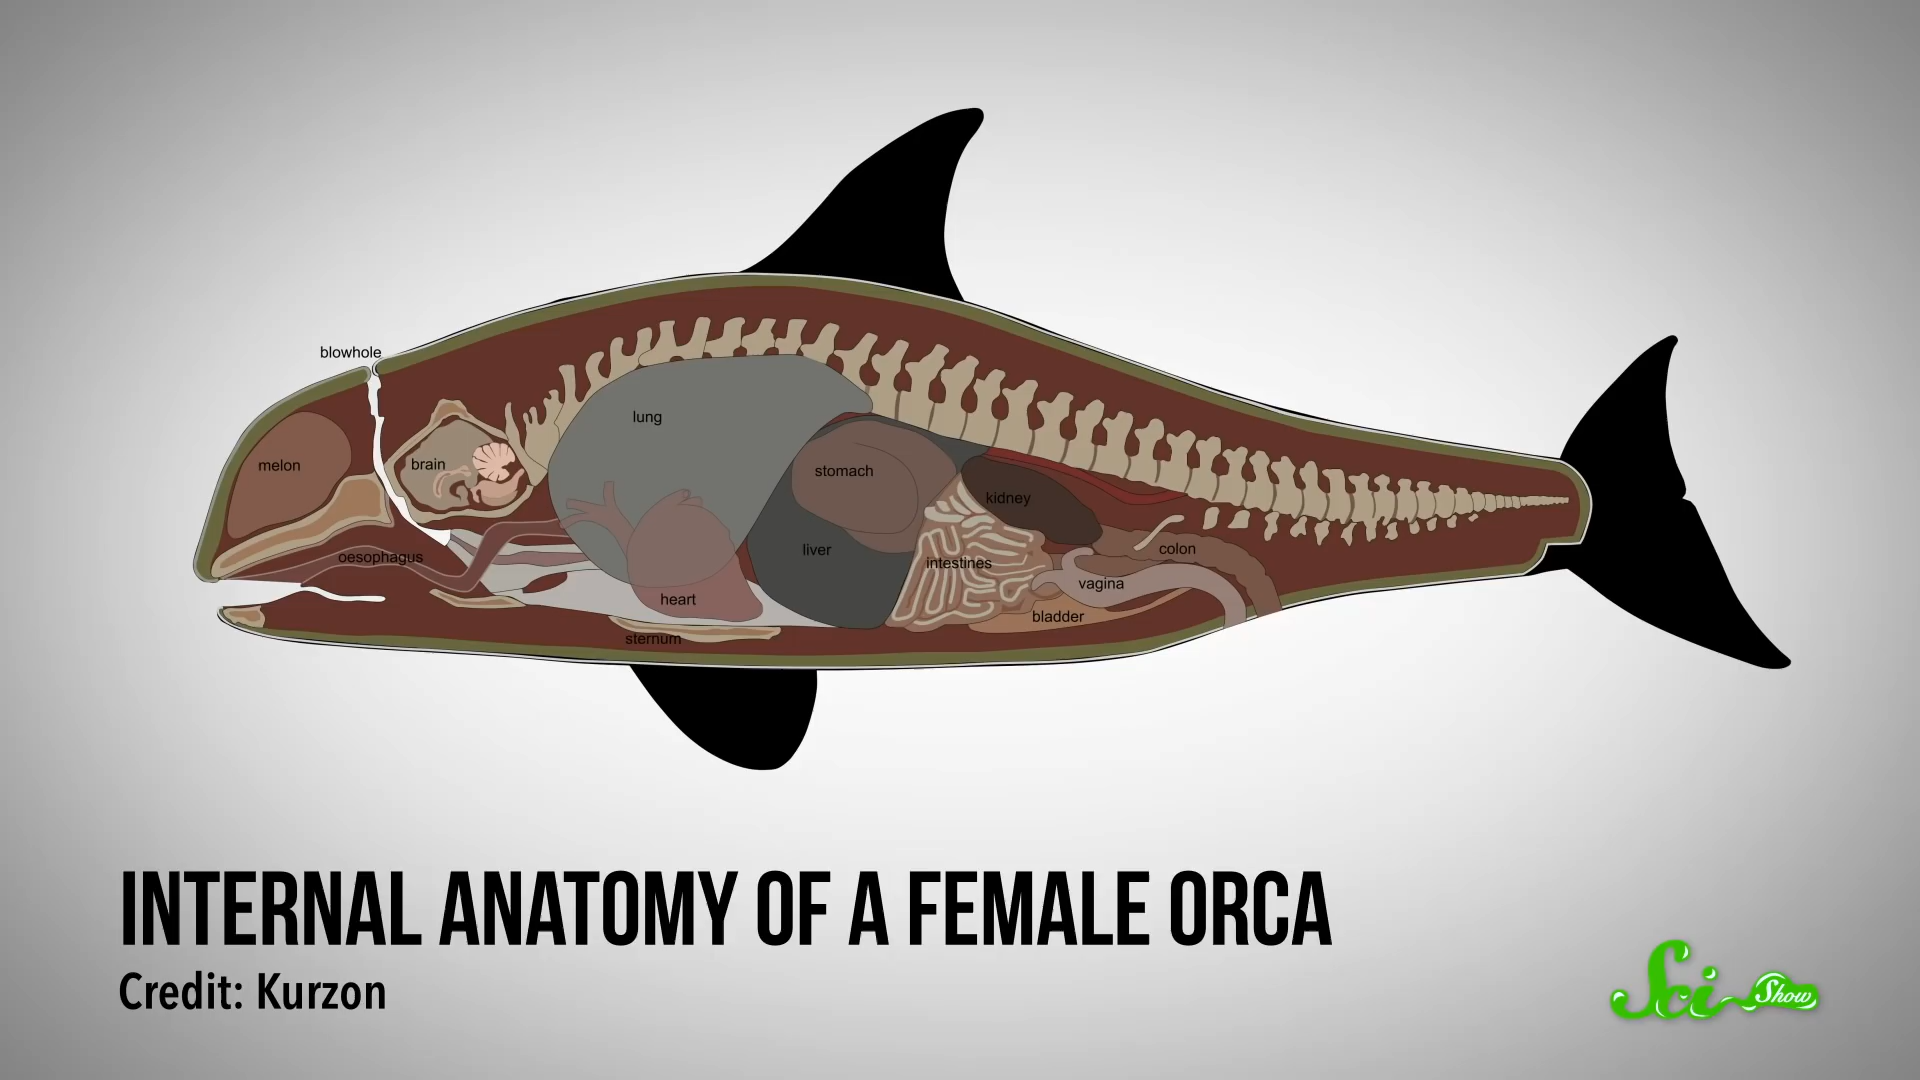 blowhole
lung
melon
brain
stomach
kidney
oesophagus
liver
colon
intestines
vagina
heart
bladder
sternum
INTERNAL ANATOMY OF A FEMALE ORCA
Credit: Kurzon
Sci Show